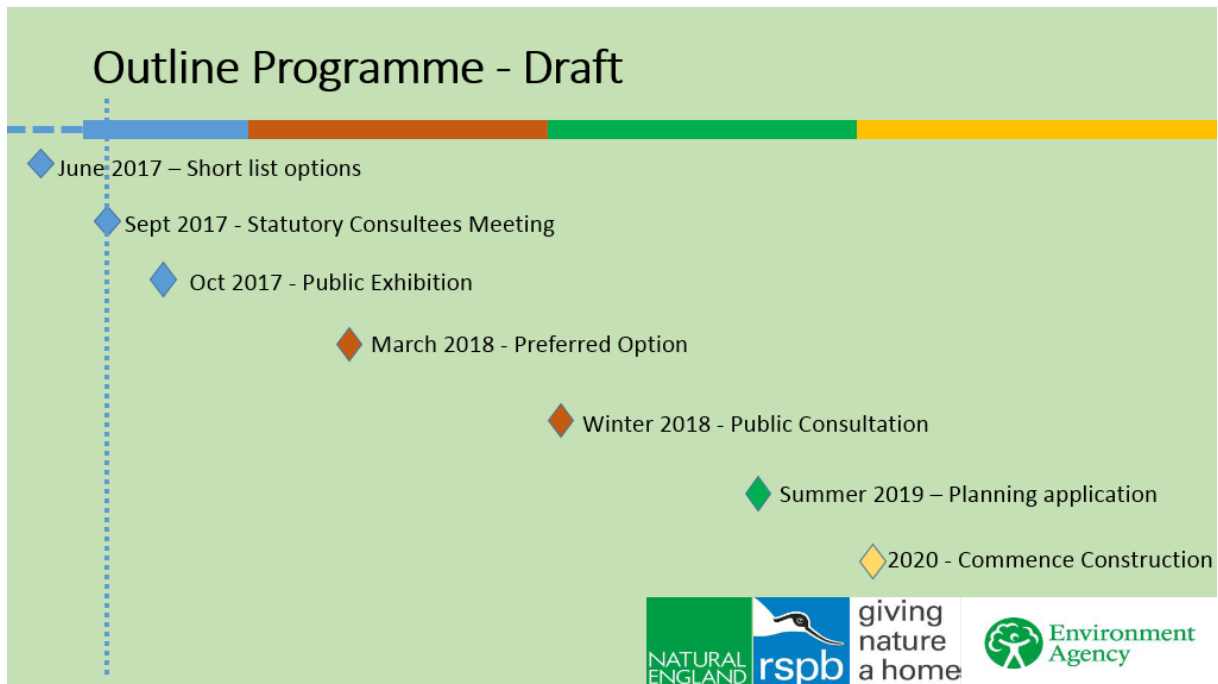 Outline Programme - Draft
June 2017 – Short list options
Sept 2017 - Statutory Consultees Meeting
Oct 2017 - Public Exhibition
March 2018 - Preferred Option
Winter 2018 - Public Consultation
Summer 2019 – Planning application
2020 - Commence Construction
NATURAL
ENGLAND
rspb
giving
nature
a home
Environment
Agency